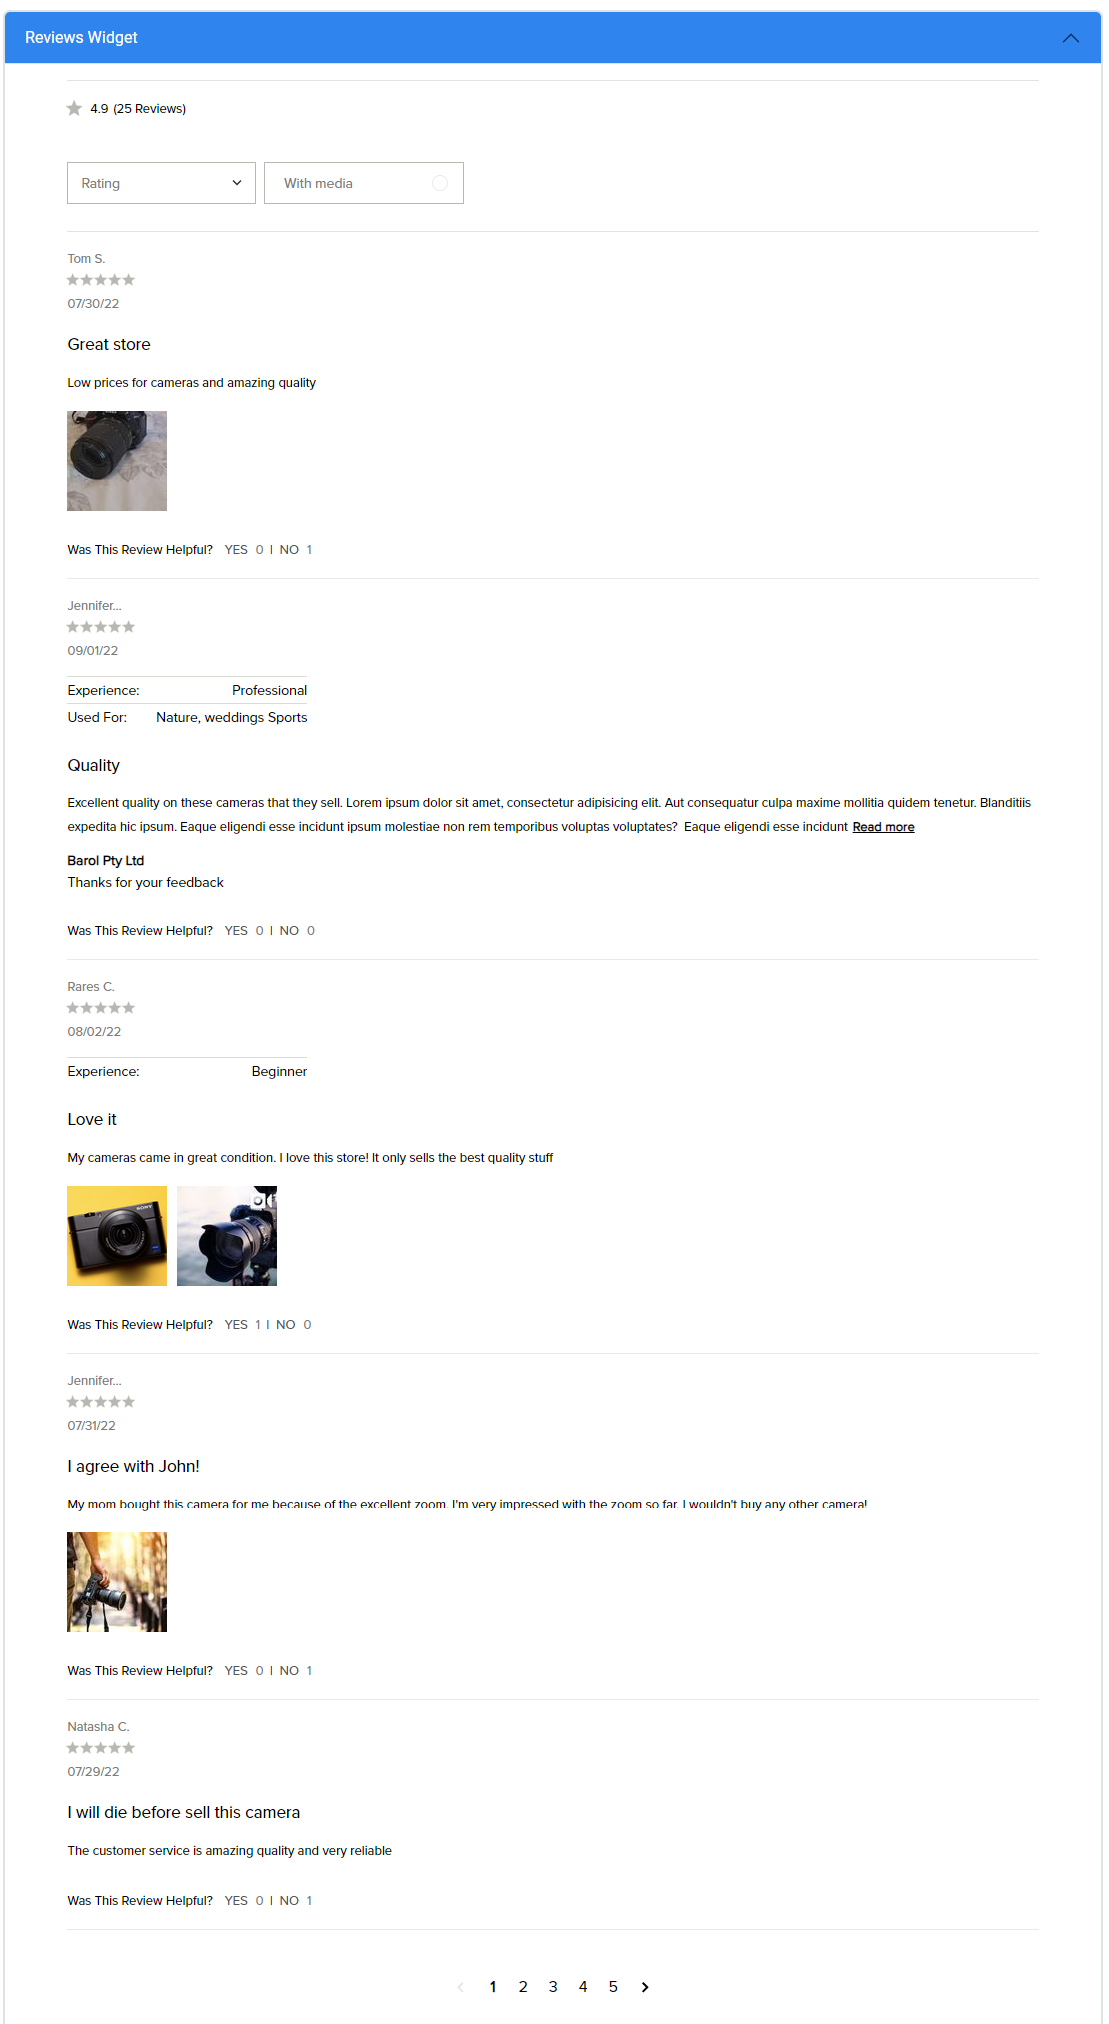 Reviews Widget
4.9 (25 Reviews)
Rating
With media
Tom S.
07/30/22
Great store
Low prices for cameras and amazing quality
Was This Review Helpful? YES 0 | NO 1
Jennifer...
09/01/22
Experience: Professional
Used For: Nature, weddings Sports
Quality
Excellent quality on these cameras that they sell. Lorem ipsum dolor sit amet, consectetur adipisicing elit. Aut consequatur culpa maxime mollitia quidem tenetur. Blanditiis
expedita hic ipsum. Eaque eligendi esse incidunt ipsum molestiae non rem temporibus voluptas voluptates? Eaque eligendi esse incidunt Read more
Barol Pty Ltd
Thanks for your feedback
Was This Review Helpful? YES 0 | NO 0
Rares C.
08/02/22
Experience: Beginner
Love it
My cameras came in great condition. I love this store! It only sells the best quality stuff
SONY
Was This Review Helpful? YES 1 | NO 0
Jennifer...
07/31/22
I agree with John!
My mom bought this camera for me because of the excellent zoom. I'm very impressed with the zoom so far. I wouldn't buy any other camera!
Was This Review Helpful? YES 0 | NO 1
Natasha C.
07/29/22
I will die before sell this camera
The customer service is amazing quality and very reliable
Was This Review Helpful? YES 0 | NO 1
1 2 3 4 5